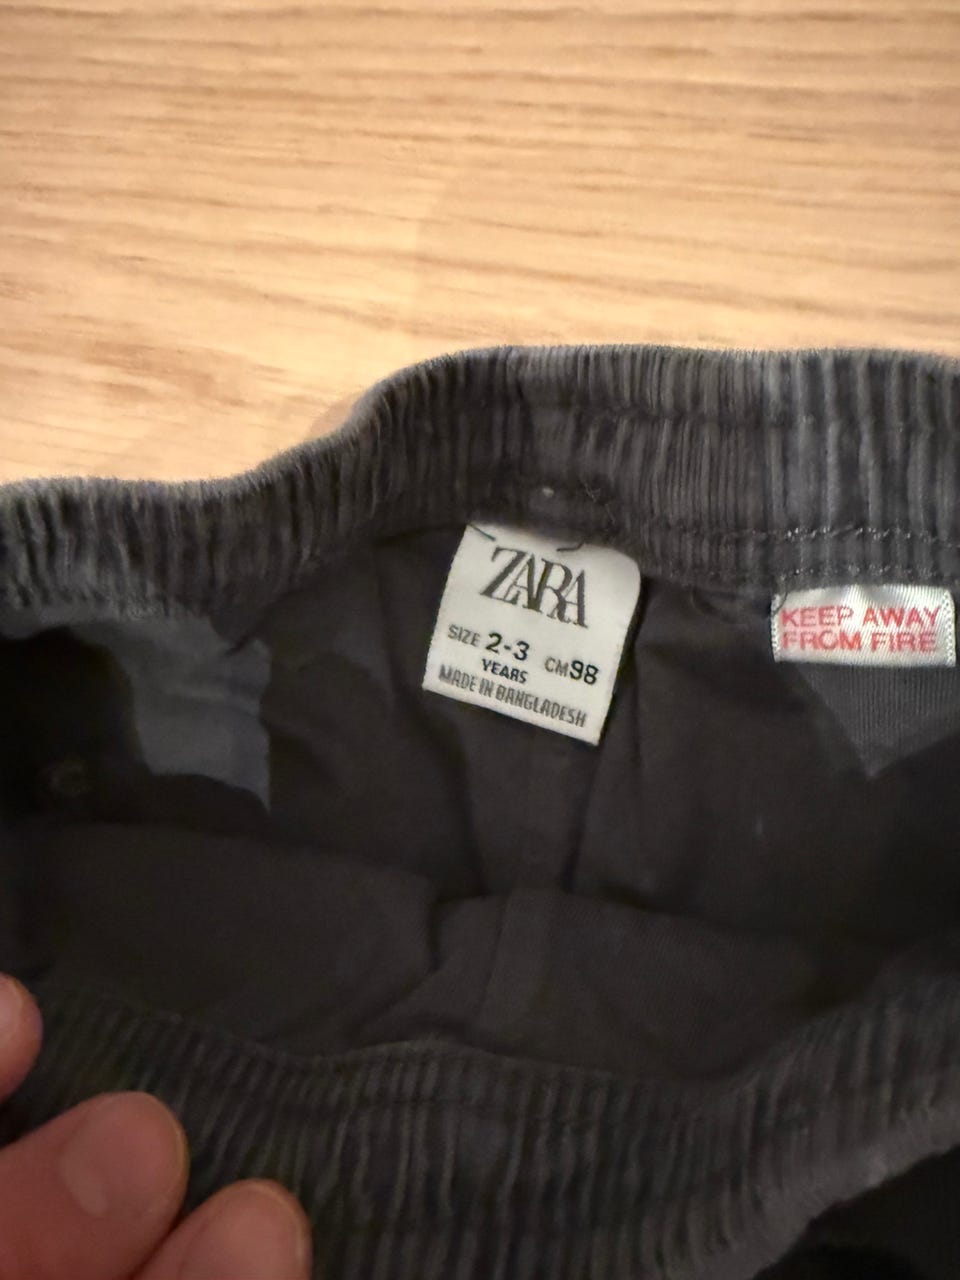 ZARA
SIZE 2-3 CM 98
YEARS
MADE IN BANGLADESH
KEEP AWAY
FROM FIRE